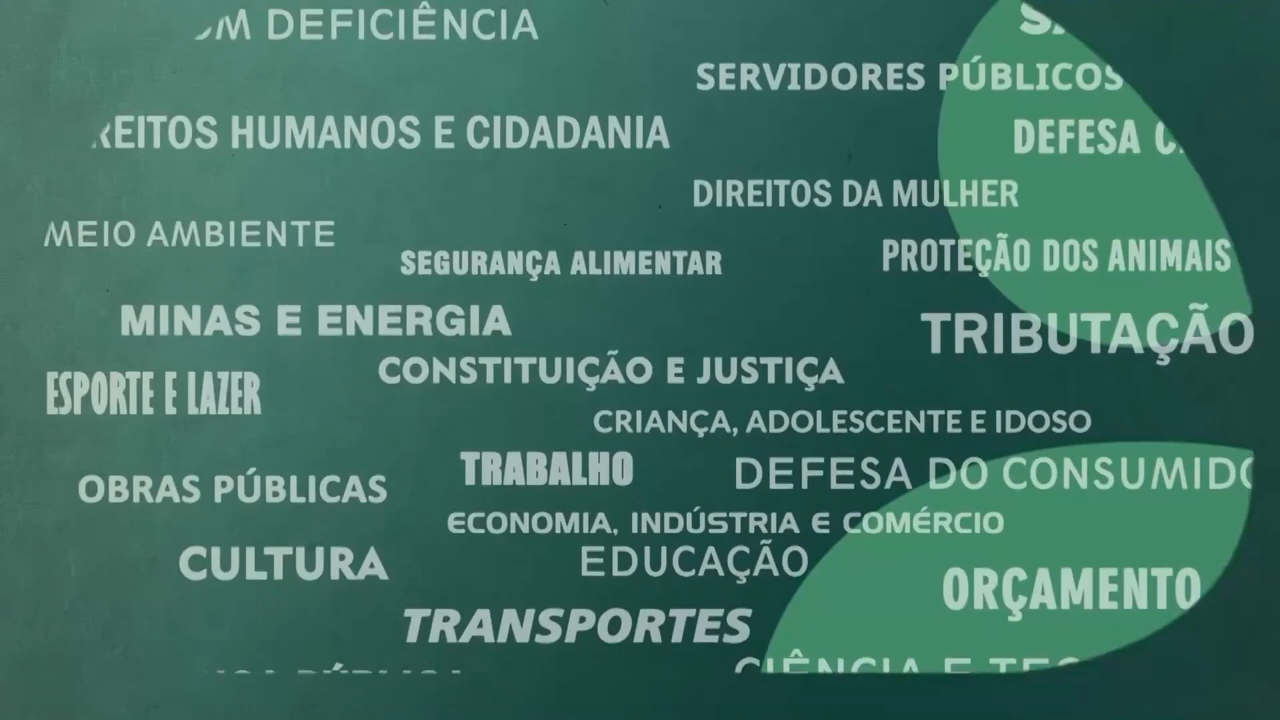 DEFICIÊNCIA
SERVIDORES PÚBLICOS
HUMANOS E CIDADANIA
DEFESA
DIREITOS DA MULHER
MEIO AMBIENTE
SEGURANÇA ALIMENTAR
PROTEÇÃO DOS ANIMAIS
MINAS E ENERGIA
TRIBUTAÇÃO
CONSTITUIÇÃO E JUSTIÇA
ESPORTE E LAZER
CRIANÇA, ADOLESCENTE E IDOSO
TRABALHO
DEFESA DO
OBRAS PÚBLICAS
ECONOMIA, INDÚSTRIA E COMÉRCIO
CULTURA
EDUCAÇÃO
ORÇAMENTO
TRANSPORTES
CIÊNCIA E